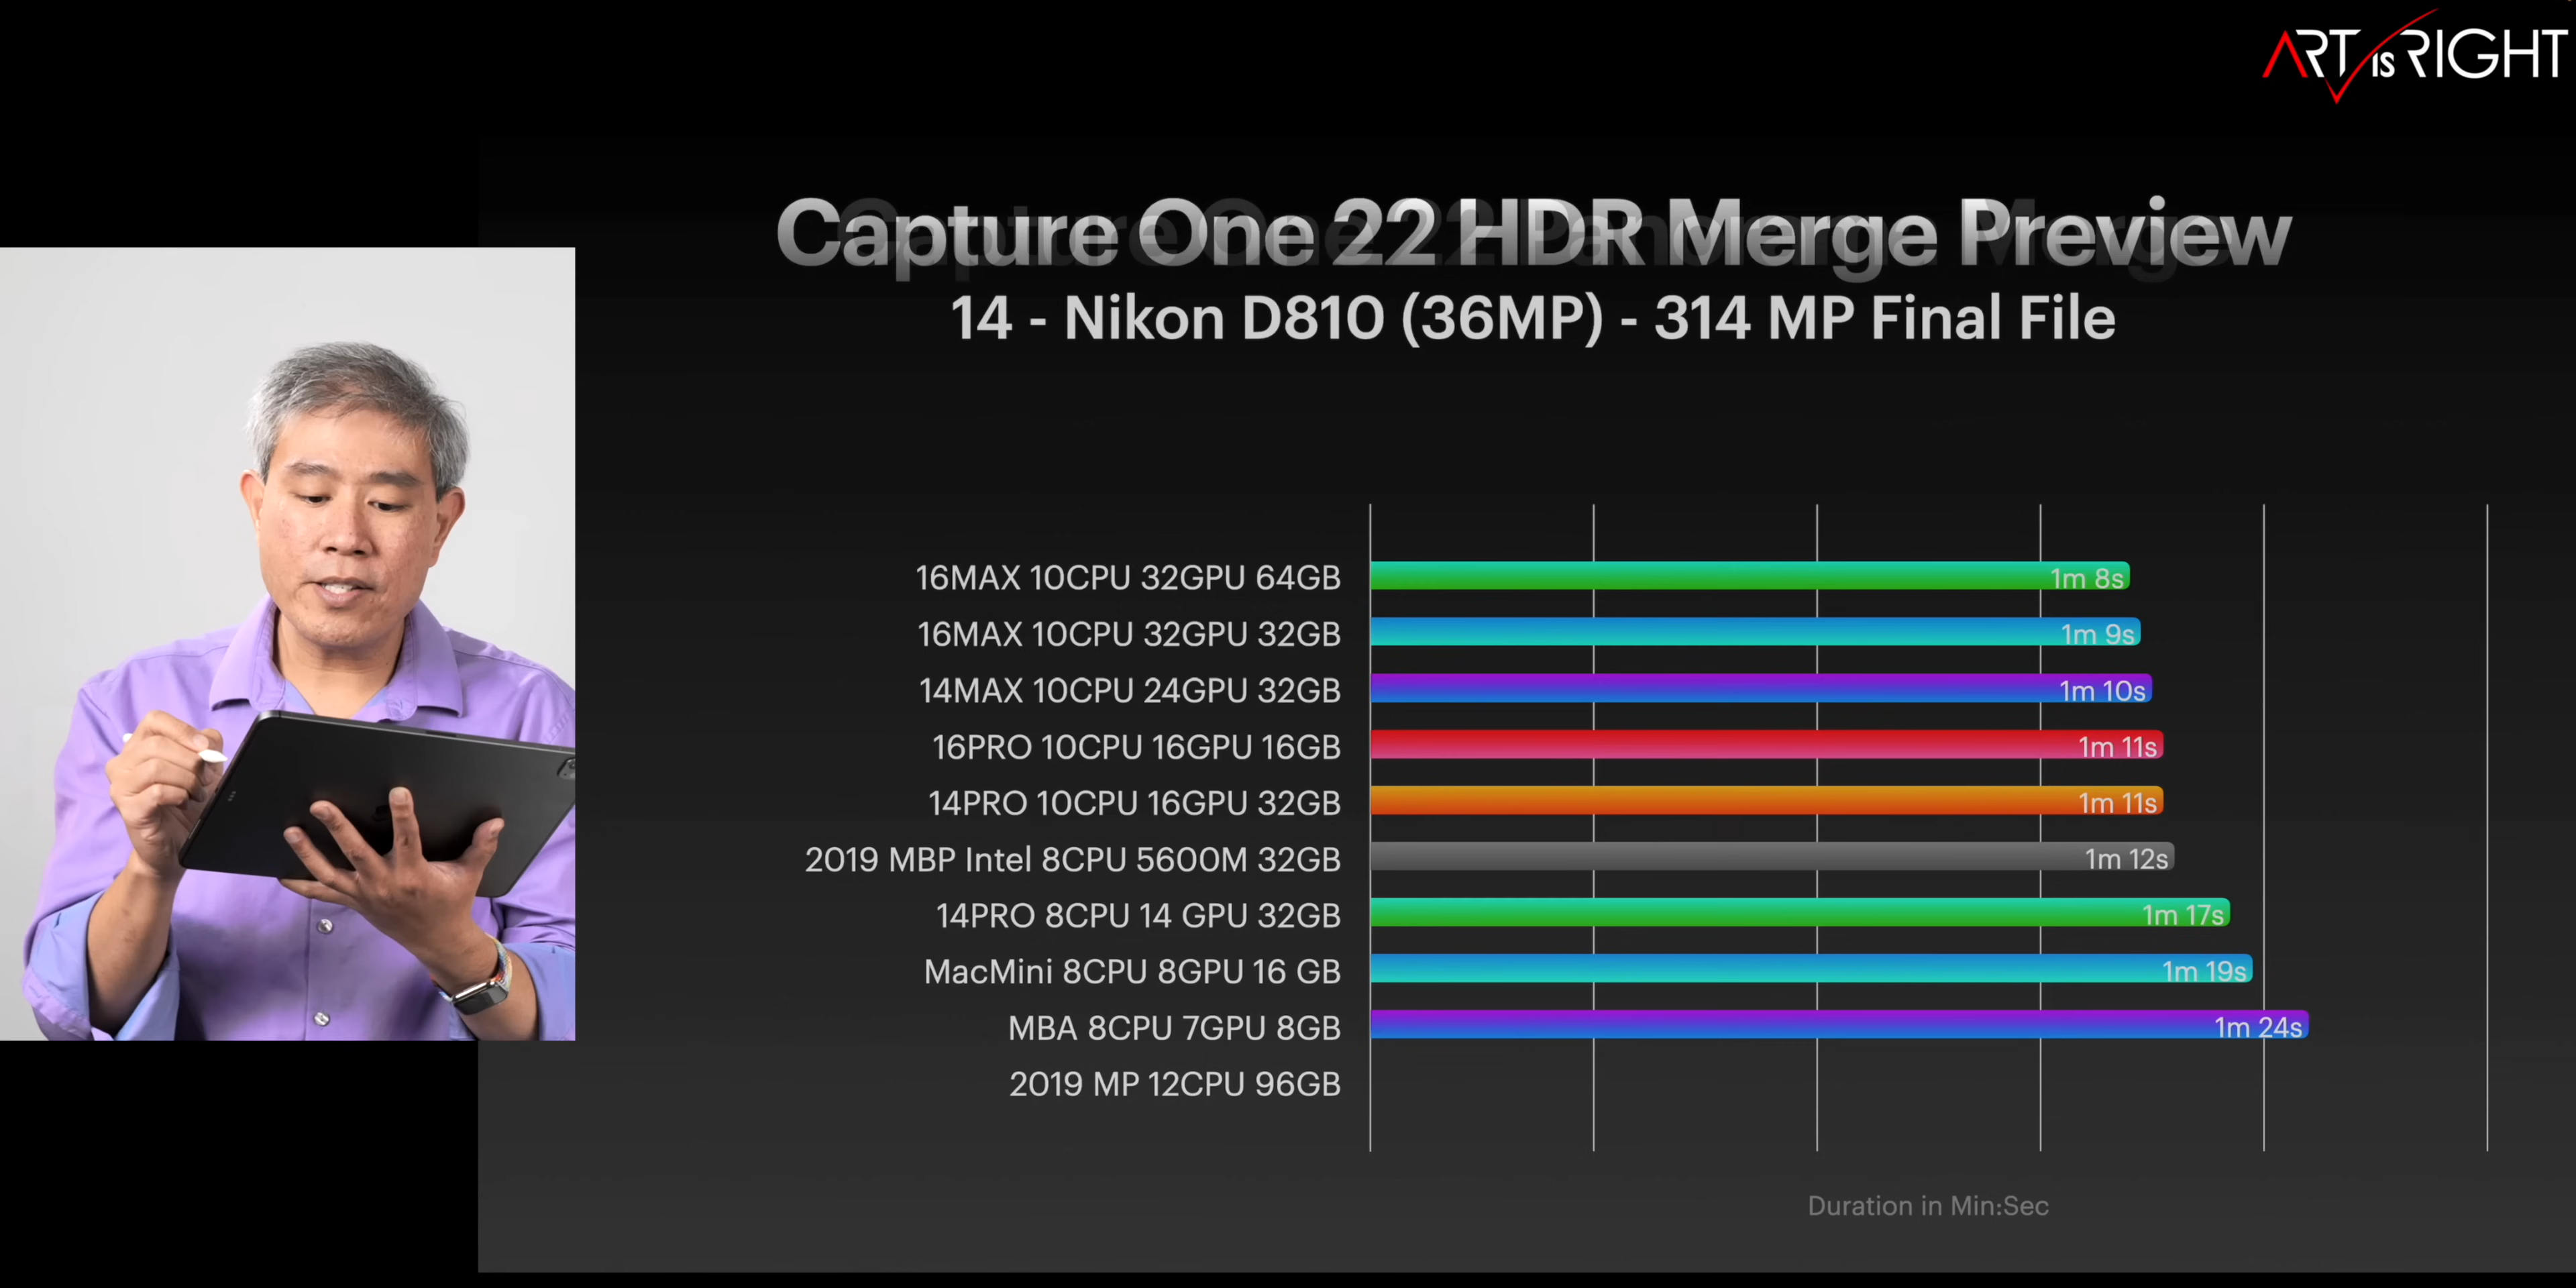 ART is RIGHT
Capture One 22 HDR Merge Preview
14 - Nikon D810 (36MP) - 314 MP Final File
16MAX 10CPU 32GPU 64GB 1m 8s
16MAX 10CPU 32GPU 32GB 1m 9s
14MAX 10CPU 24GPU 32GB 1m 10s
16PRO 10CPU 16GPU 16GB 1m 11s
14PRO 10CPU 16GPU 32GB 1m 11s
2019 MBP Intel 8CPU 5600M 32GB 1m 12s
14PRO 8CPU 14 GPU 32GB 1m 17s
MacMini 8CPU 8GPU 16 GB 1m 19s
MBA 8CPU 7GPU 8GB 1m 24s
2019 MP 12CPU 96GB
Duration in Min:Sec